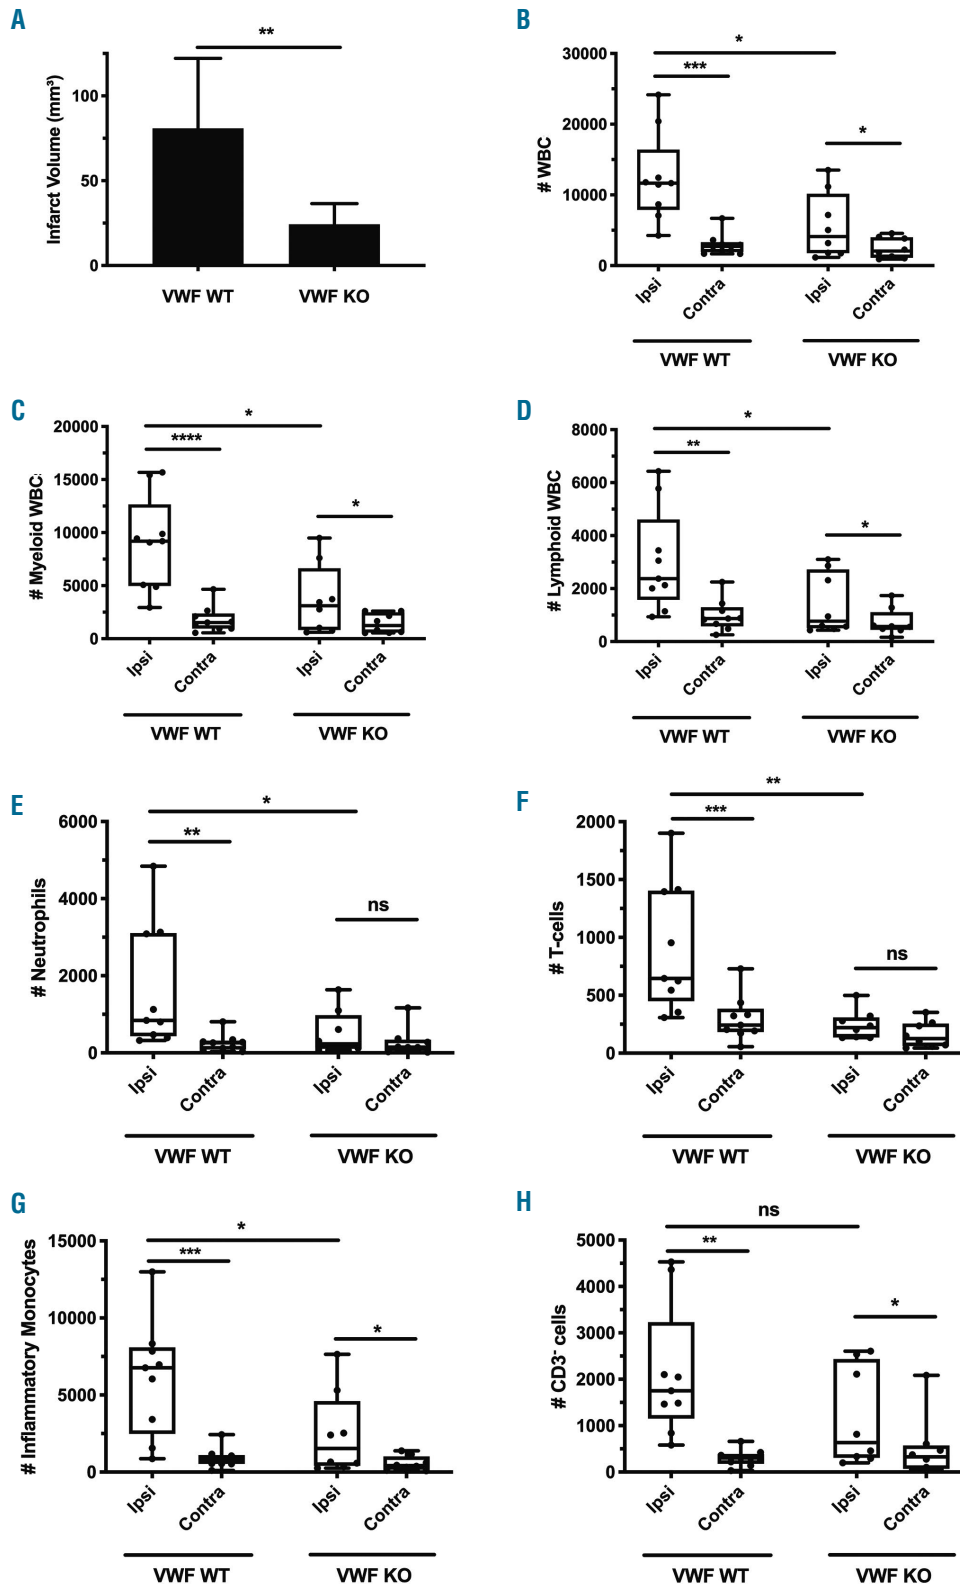 A
**
Infarct Volume (mm³)
100
50
0
VWF WT
VWF KO
B
*
***
*
# WBC
30000
20000
10000
0
Ipsi
Contra
Ipsi
Contra
VWF WT
VWF KO
C
*
****
*
# Myeloid WBC
20000
15000
10000
5000
0
Ipsi
Contra
Ipsi
Contra
VWF WT
VWF KO
D
*
**
*
# Lymphoid WBC
8000
6000
4000
2000
0
Ipsi
Contra
Ipsi
Contra
VWF WT
VWF KO
E
*
**
ns
# Neutrophils
6000
4000
2000
0
Ipsi
Contra
Ipsi
Contra
VWF WT
VWF KO
F
**
***
ns
# T-cells
2000
1500
1000
500
0
Ipsi
Contra
Ipsi
Contra
VWF WT
VWF KO
G
*
***
*
# Inflammatory Monocytes
15000
10000
5000
0
Ipsi
Contra
Ipsi
Contra
VWF WT
VWF KO
H
ns
**
*
# CD3⁻ cells
5000
4000
3000
2000
1000
0
Ipsi
Contra
Ipsi
Contra
VWF WT
VWF KO